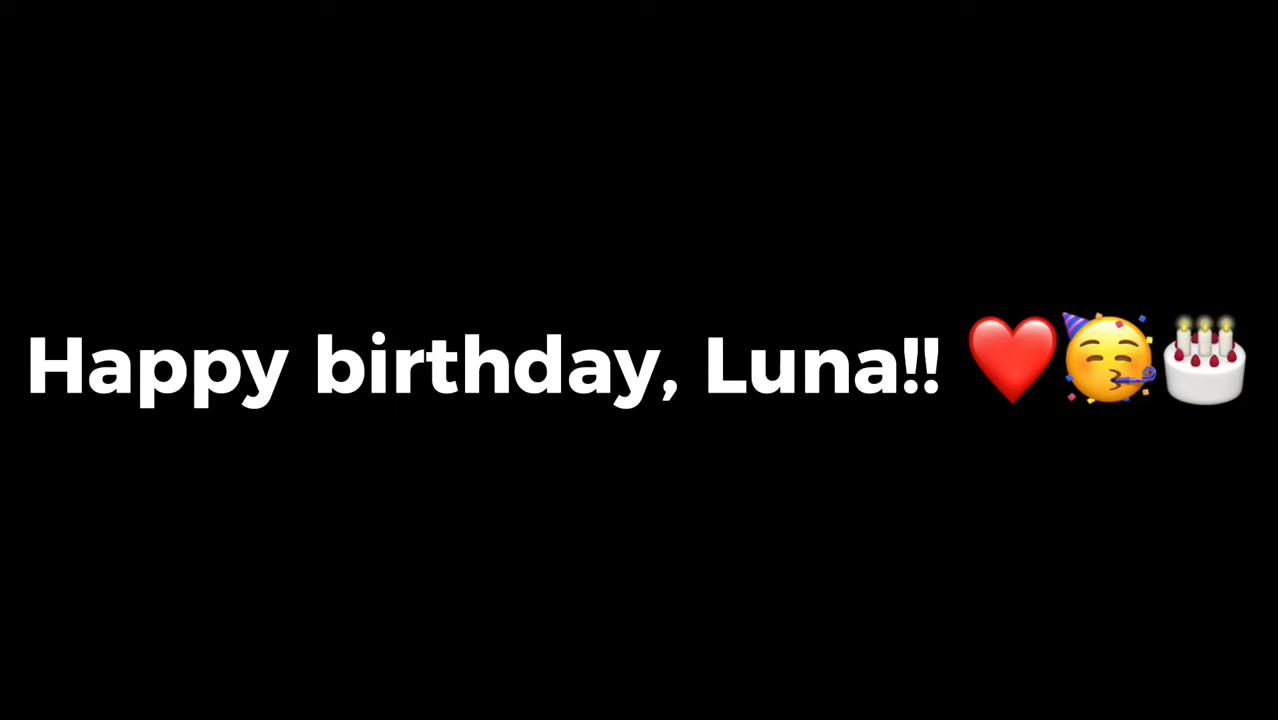 Happy birthday, Luna!! ❤️🥳🎂